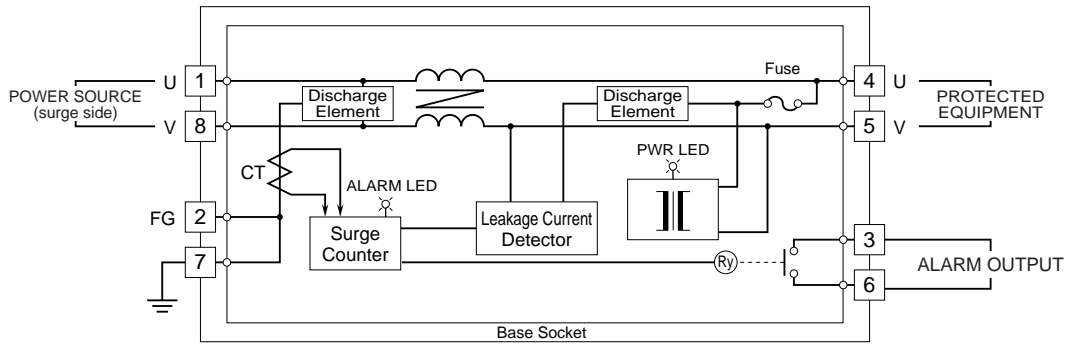 Fuse
U 1
4 U
POWER SOURCE
(surge side)
Discharge
Element
Discharge
Element
PROTECTED
EQUIPMENT
V 8
5 V
PWR LED
CT
ALARM LED
FG 2
Leakage Current
Detector
Surge
Counter
3
7
Ry
ALARM OUTPUT
6
Base Socket